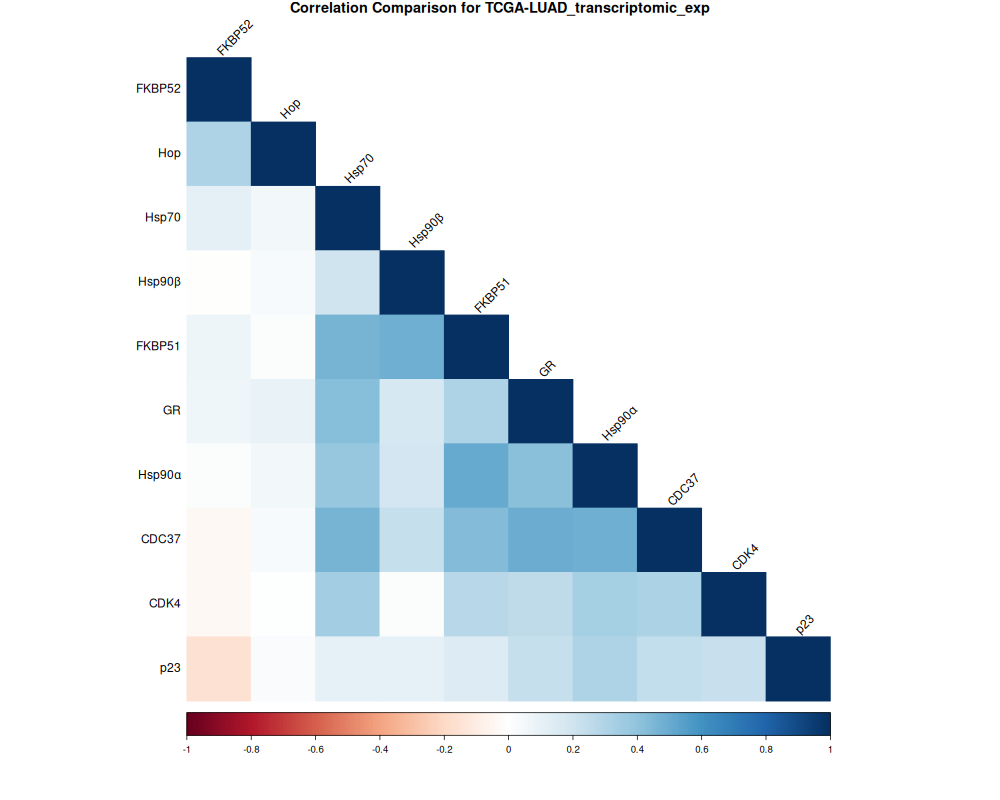 Correlation Comparison for TCGA-LUAD_transcriptomic_exp
FKBP52
FKBP52
Hop
Hop
Hsp70
Hsp70
Hsp90β
Hsp90β
FKBP51
FKBP51
GR
GR
Hsp90α
Hsp90α
CDC37
CDC37
CDK4
CDK4
p23
p23
-1 -0.8 -0.6 -0.4 -0.2 0 0.2 0.4 0.6 0.8 1